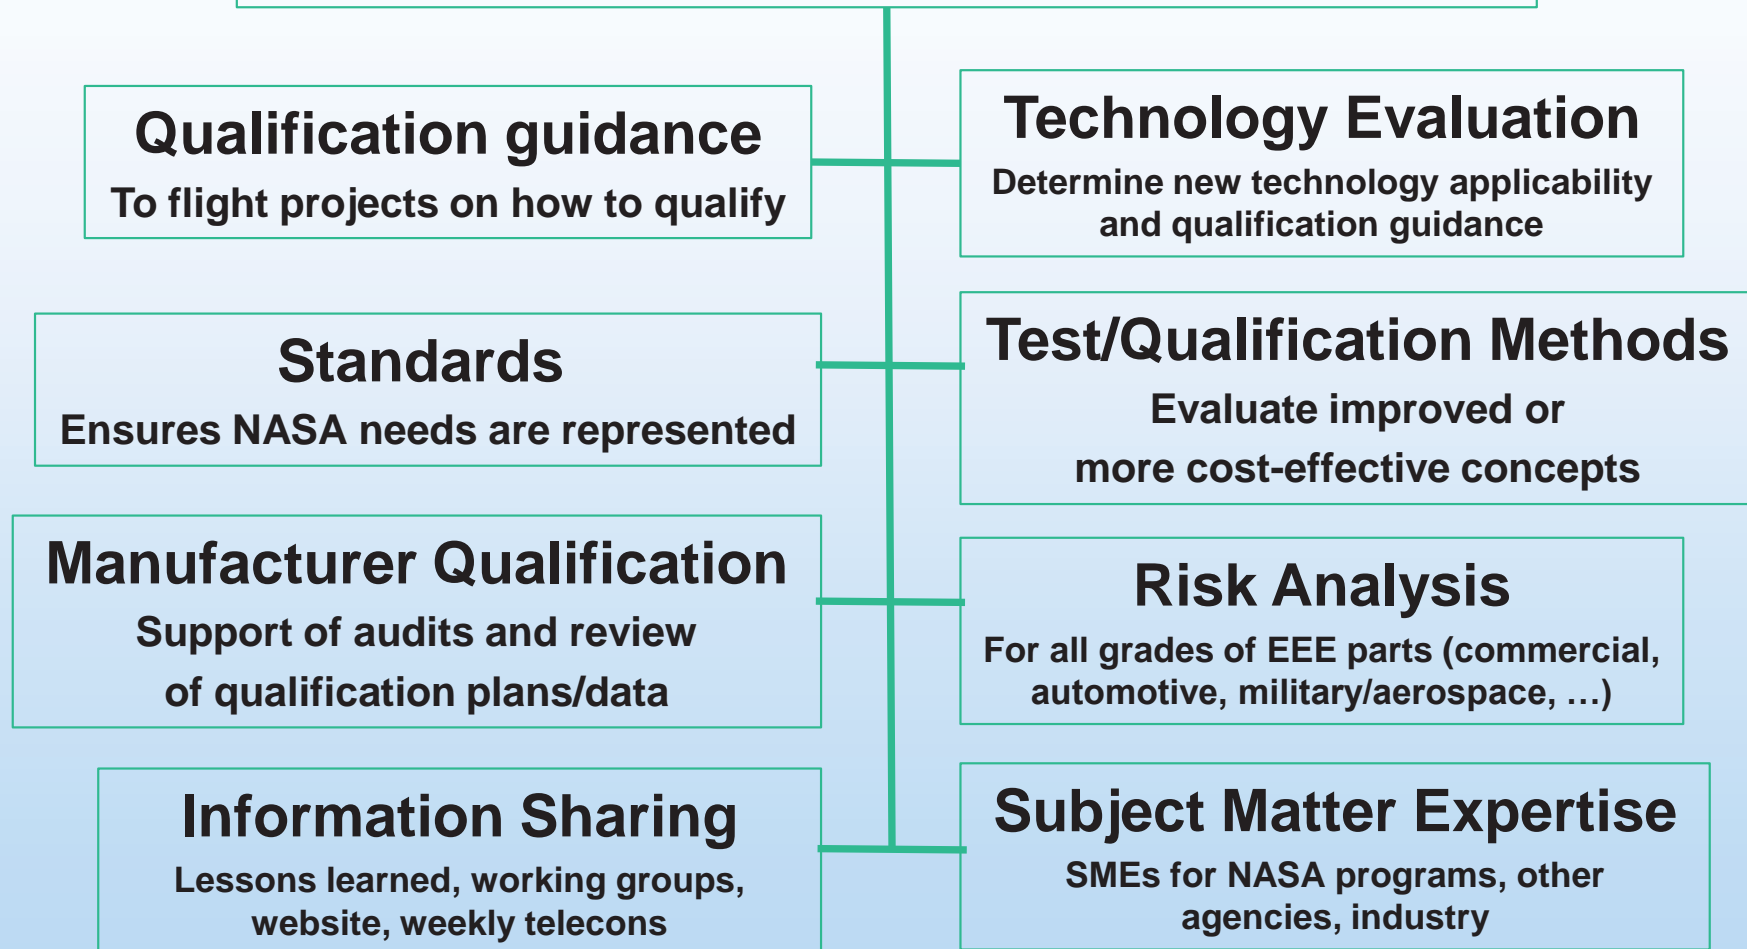 Qualification guidance
To flight projects on how to qualify
Technology Evaluation
Determine new technology applicability
and qualification guidance
Standards
Ensures NASA needs are represented
Test/Qualification Methods
Evaluate improved or
more cost-effective concepts
Manufacturer Qualification
Support of audits and review
of qualification plans/data
Risk Analysis
For all grades of EEE parts (commercial,
automotive, military/aerospace, …)
Information Sharing
Lessons learned, working groups,
website, weekly telecons
Subject Matter Expertise
SMEs for NASA programs, other
agencies, industry